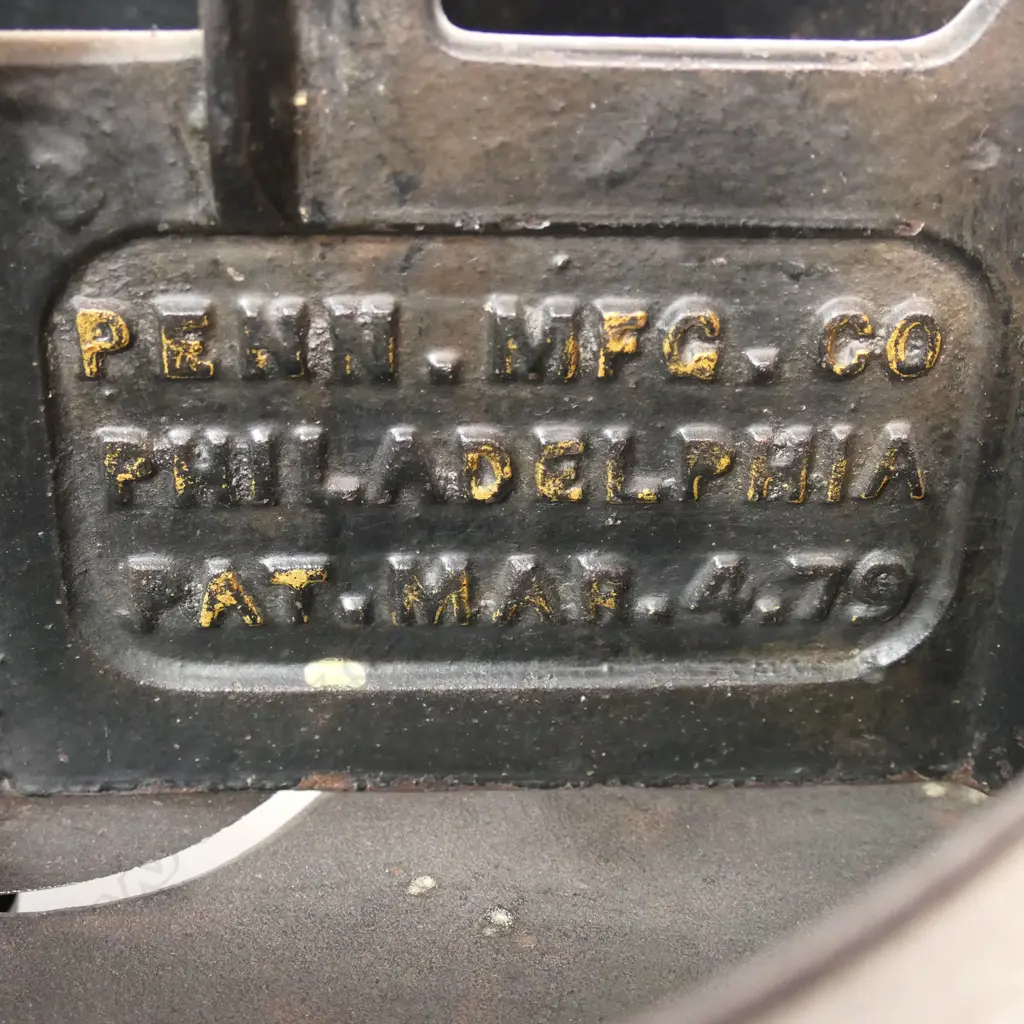 PENN. MFG. CO
PHILADELPHIA
PAT. MAR. 4. 79